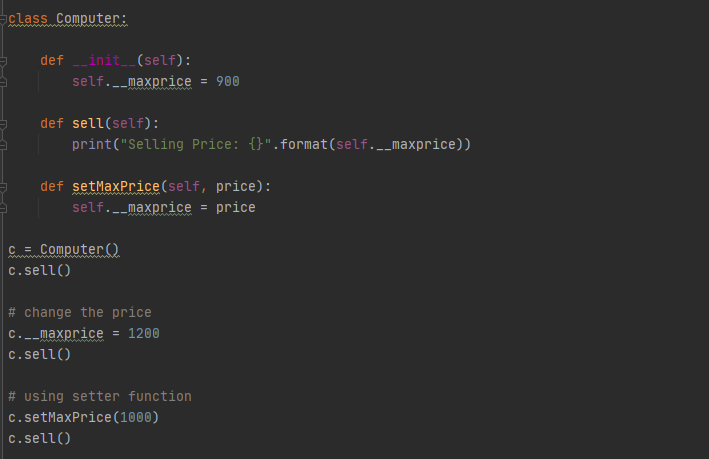 class Computer:
    def __init__(self):
        self.__maxprice = 900
    def sell(self):
        print("Selling Price: {}".format(self.__maxprice))
    def setMaxPrice(self, price):
        self.__maxprice = price
c = Computer()
c.sell()
# change the price
c.__maxprice = 1200
c.sell()
# using setter function
c.setMaxPrice(1000)
c.sell()